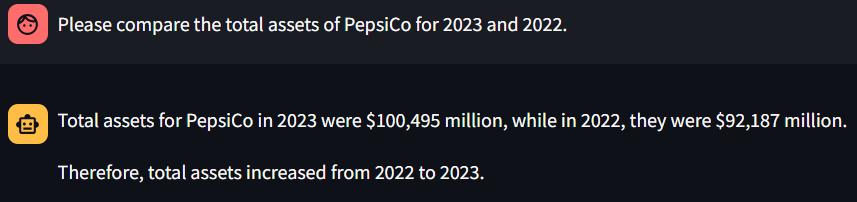 Please compare the total assets of PepsiCo for 2023 and 2022.
Total assets for PepsiCo in 2023 were $100,495 million, while in 2022, they were $92,187 million.
Therefore, total assets increased from 2022 to 2023.